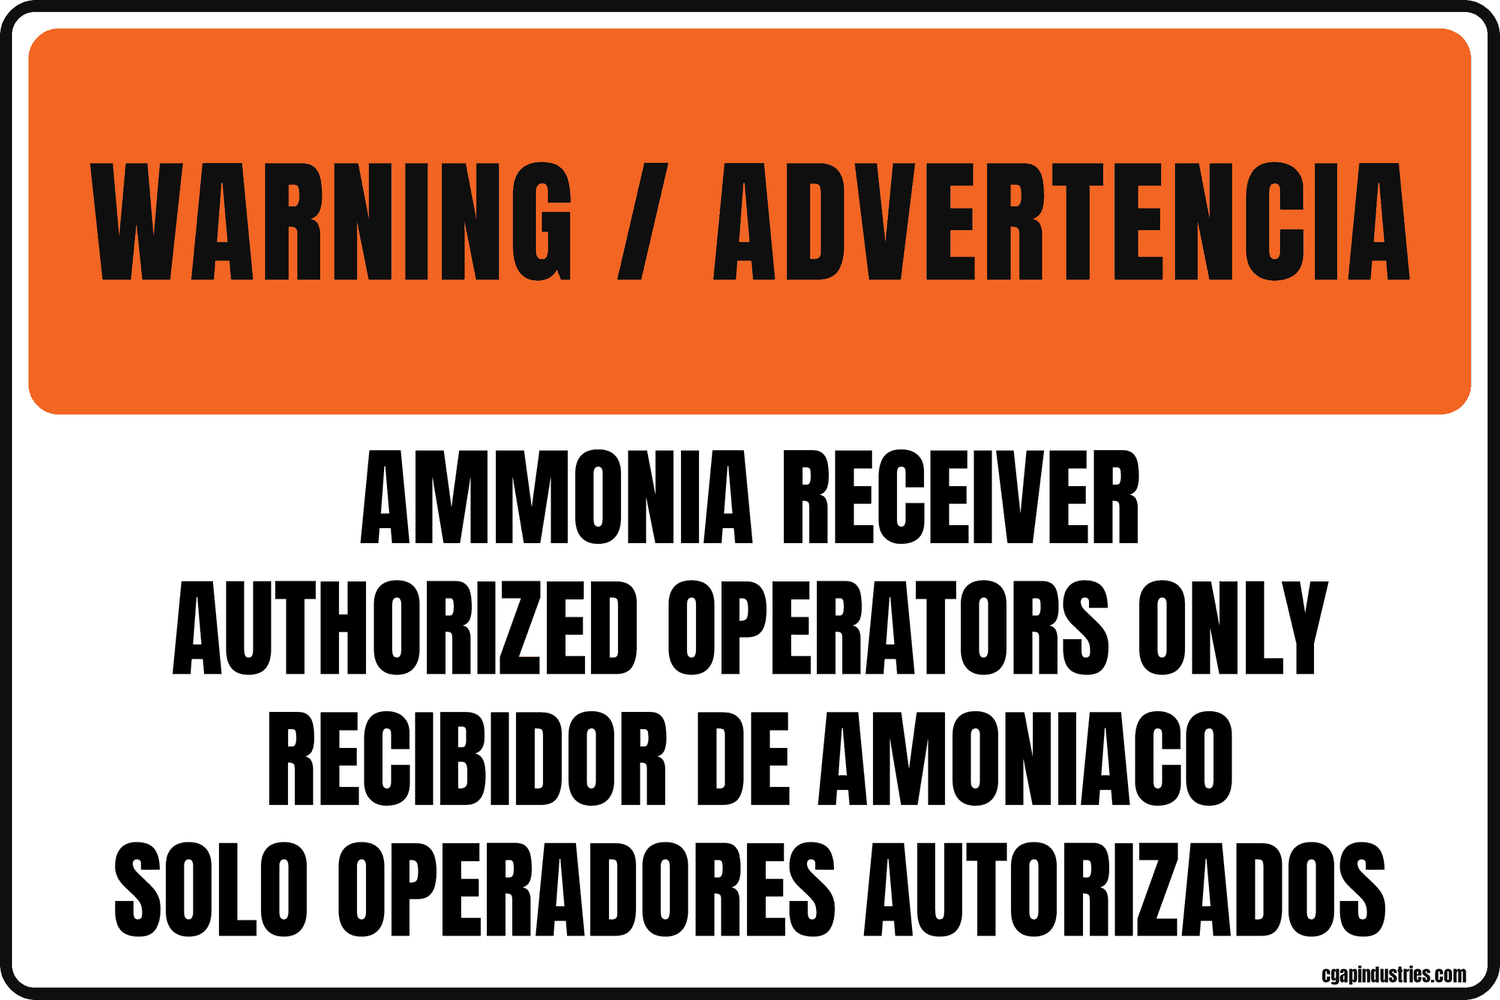 WARNING / ADVERTENCIA
AMMONIA RECEIVER
AUTHORIZED OPERATORS ONLY
RECIBIDOR DE AMONIACO
SOLO OPERADORES AUTORIZADOS
cgapindustries.com